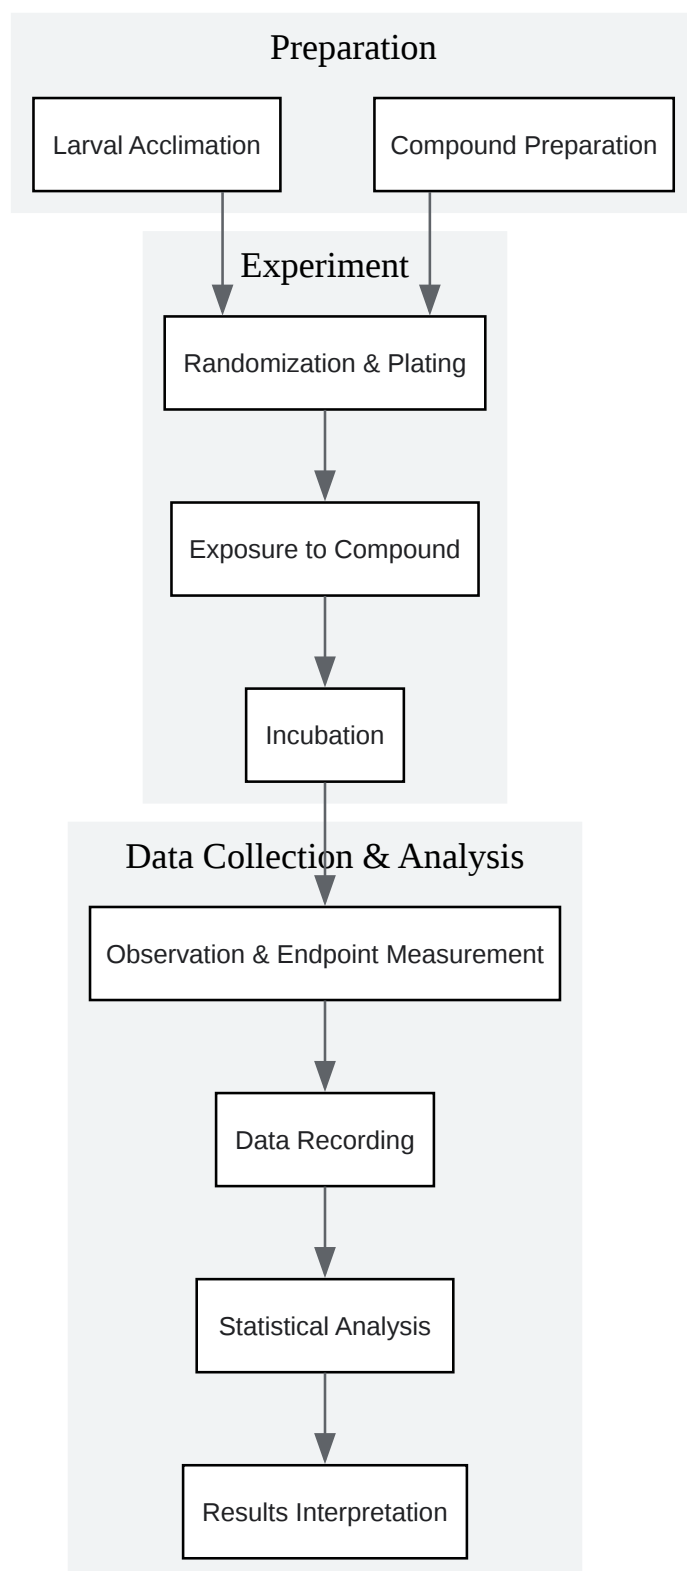 Preparation
Larval Acclimation
Compound Preparation
Experiment
Randomization & Plating
Exposure to Compound
Incubation
Data Collection & Analysis
Observation & Endpoint Measurement
Data Recording
Statistical Analysis
Results Interpretation